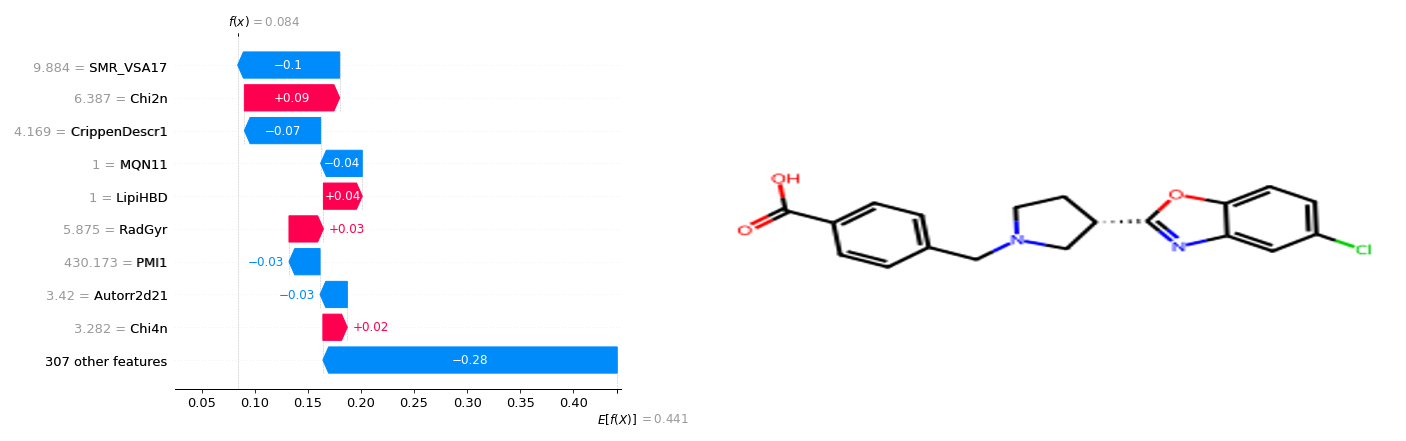 f(x) = 0.084
9.884 = SMR_VSA17
−0.1
6.387 = Chi2n
+0.09
4.169 = CrippenDescr1
−0.07
1 = MQN11
−0.04
1 = LipiHBD
+0.04
5.875 = RadGyr
+0.03
430.173 = PMI1
−0.03
3.42 = Autorr2d21
−0.03
3.282 = Chi4n
+0.02
307 other features
−0.28
0.05 0.10 0.15 0.20 0.25 0.30 0.35 0.40
E[f(X)] = 0.441
OH
O
N
O
N
Cl